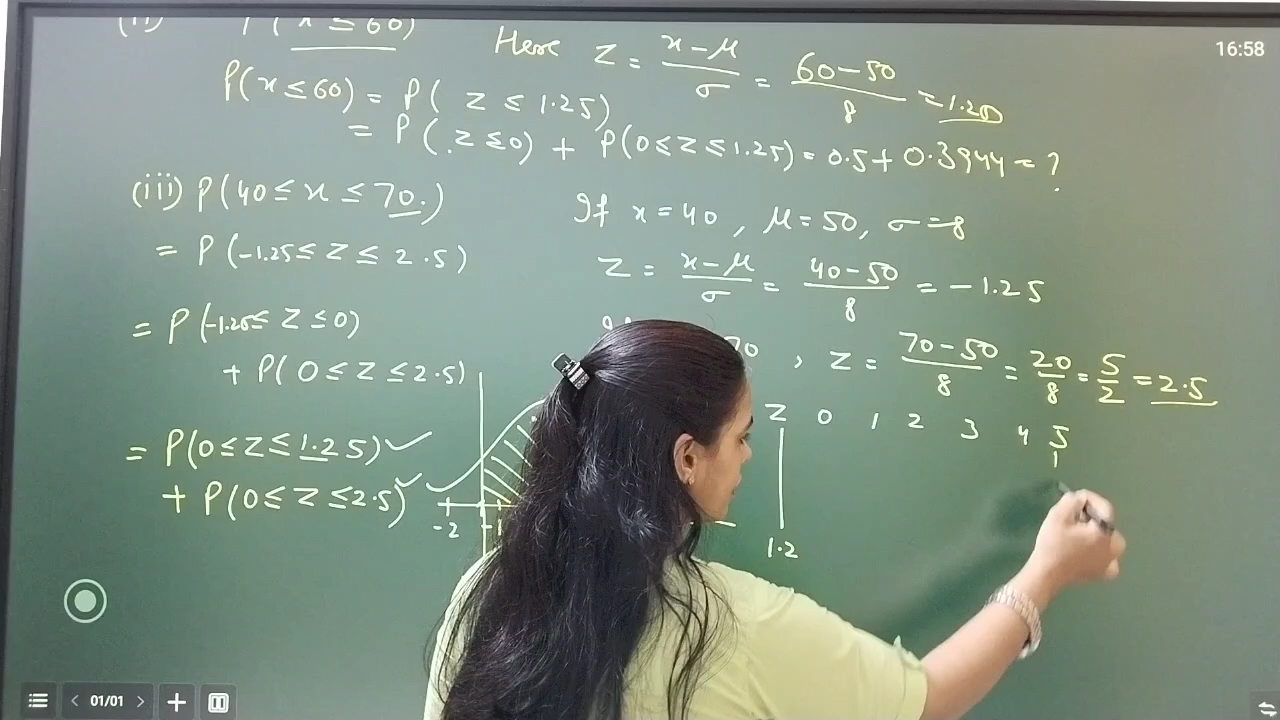 (ii) P(x ≤ 60) Here Z = x-μ/σ = 60-50/8 = 1.20
16:58
P(x ≤ 60) = P( Z ≤ 1.25)
= P( Z ≤ 0) + P(0 ≤ Z ≤ 1.25) = 0.5 + 0.3944 = ?
(iii) P(40 ≤ x ≤ 70.) If x = 40, μ = 50, σ = 8
= P(-1.25 ≤ Z ≤ 2.5) Z = x-μ/σ = 40-50/8 = -1.25
= P(-1.25 ≤ Z ≤ 0)
+ P( 0 ≤ Z ≤ 2.5) 70, Z = 70-50/8 = 20/8 = 5/2 = 2.5
= P(0 ≤ Z ≤ 1.25) ✓ Z 0 1 2 3 4 5
+ P(0 ≤ Z ≤ 2.5) ✓
-2 -1 1.2
01/01